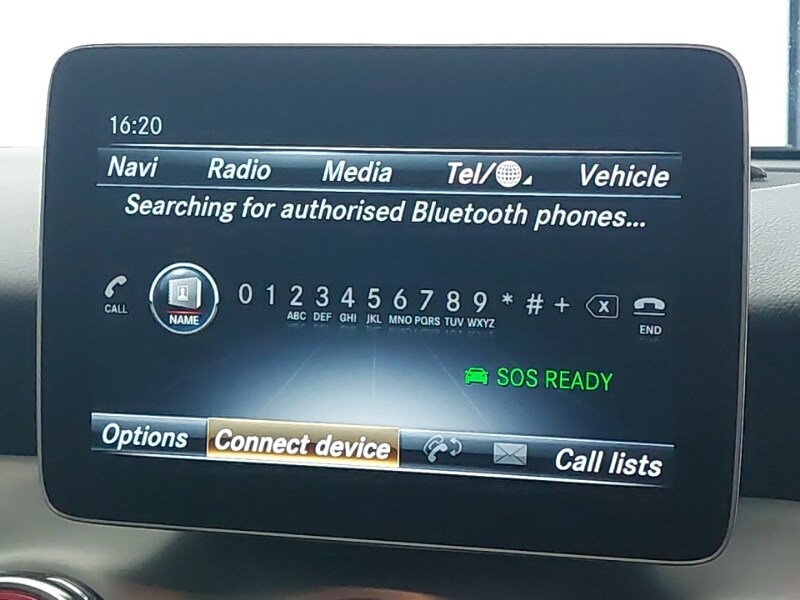 16:20
Navi Radio Media Tel/ Vehicle
Searching for authorised Bluetooth phones...
CALL NAME 0 1 2 3 4 5 6 7 8 9 * # + x END
ABC DEF GHI JKL MNO PQRS TUV WXYZ
SOS READY
Options Connect device Call lists